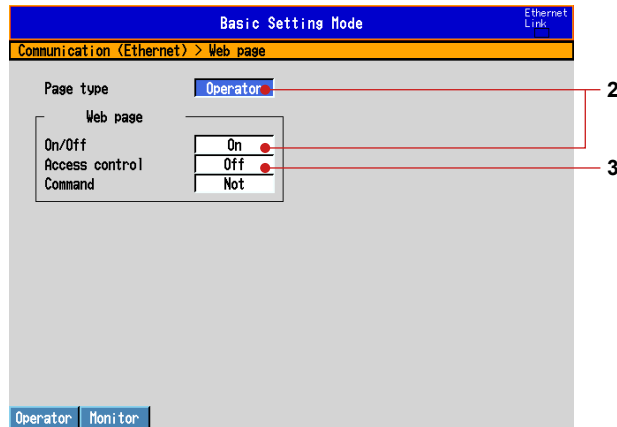 Basic Setting Mode
Ethernet
Link
Communication (Ethernet) > Web page
Page type Operator 2
Web page
On/Off On
Access control Off 3
Command Not
Operator Monitor